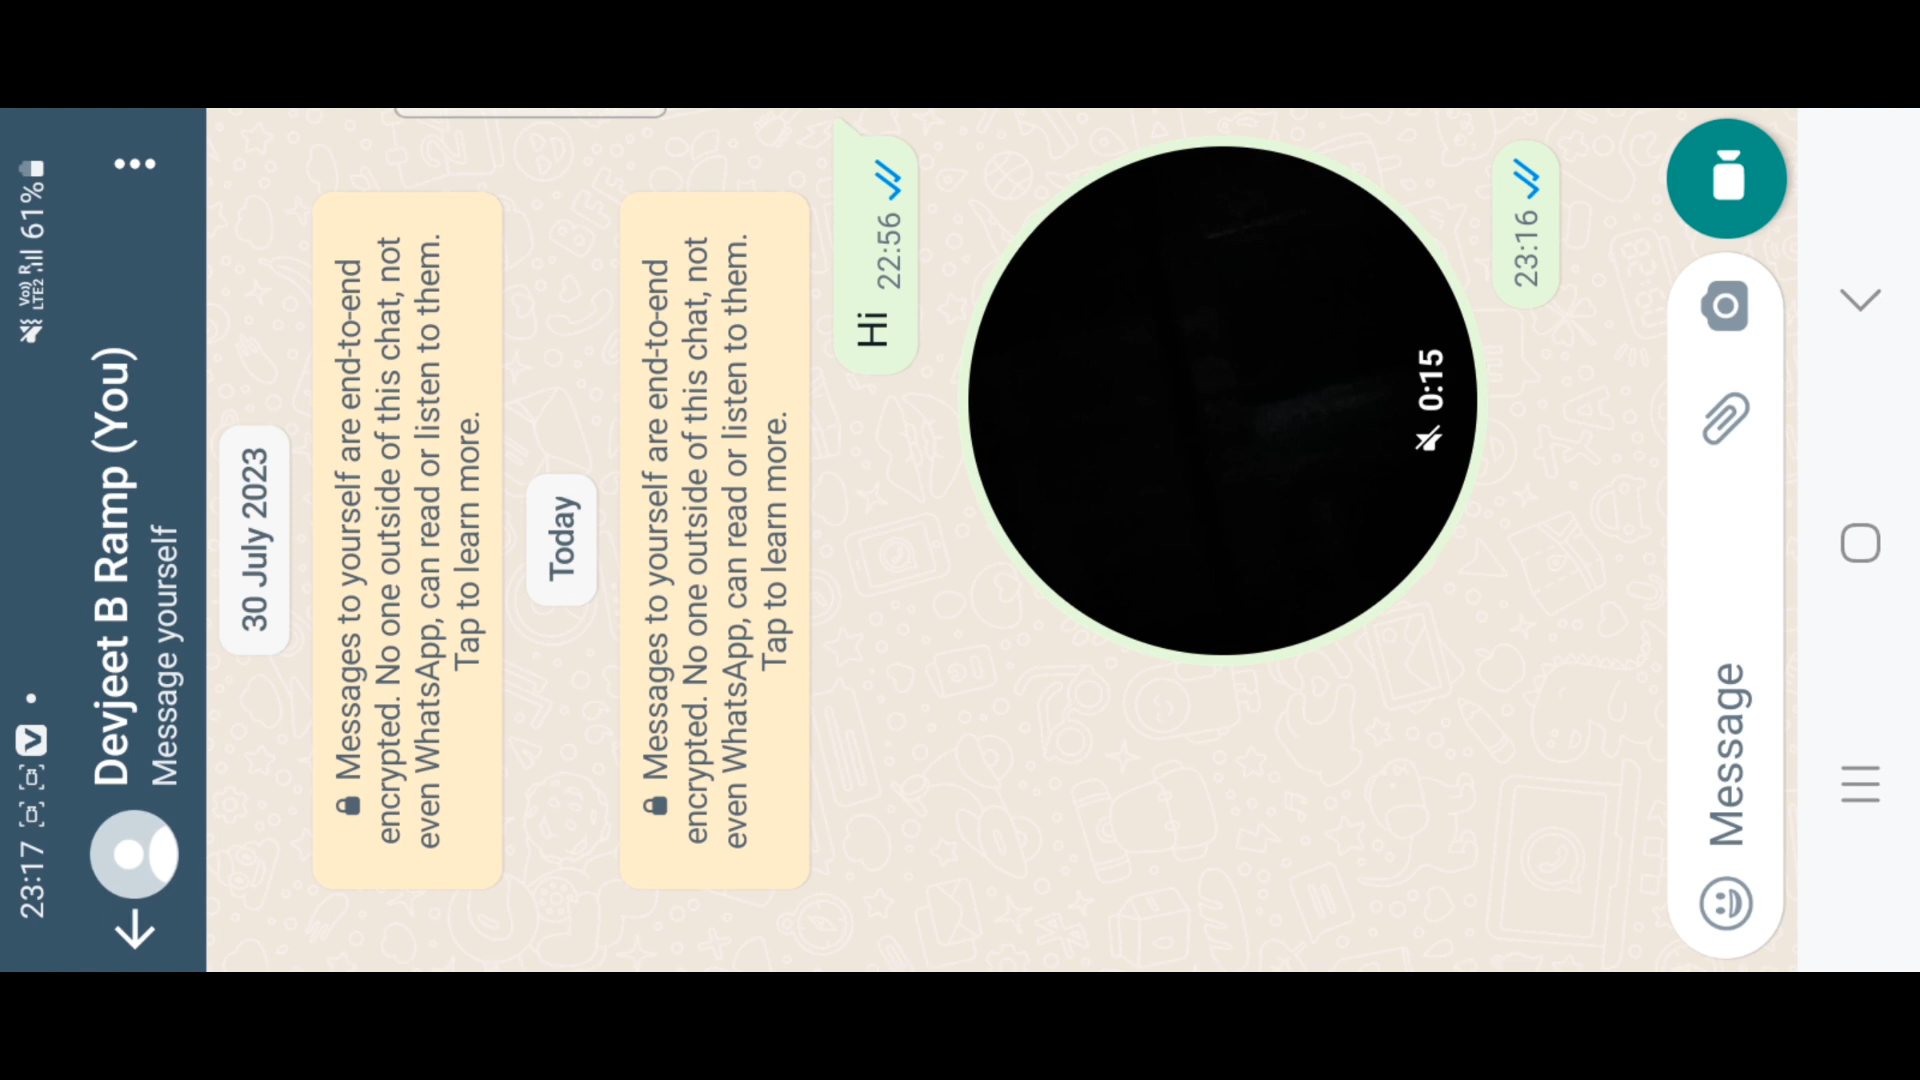 23:17
Vo)) R
LTE2 61%
Devjeet B Ramp (You)
Message yourself
30 July 2023
Messages to yourself are end-to-end
encrypted. No one outside of this chat, not
even WhatsApp, can read or listen to them.
Tap to learn more.
Today
Messages to yourself are end-to-end
encrypted. No one outside of this chat, not
even WhatsApp, can read or listen to them.
Tap to learn more.
Hi 22:56
0:15
23:16
Message